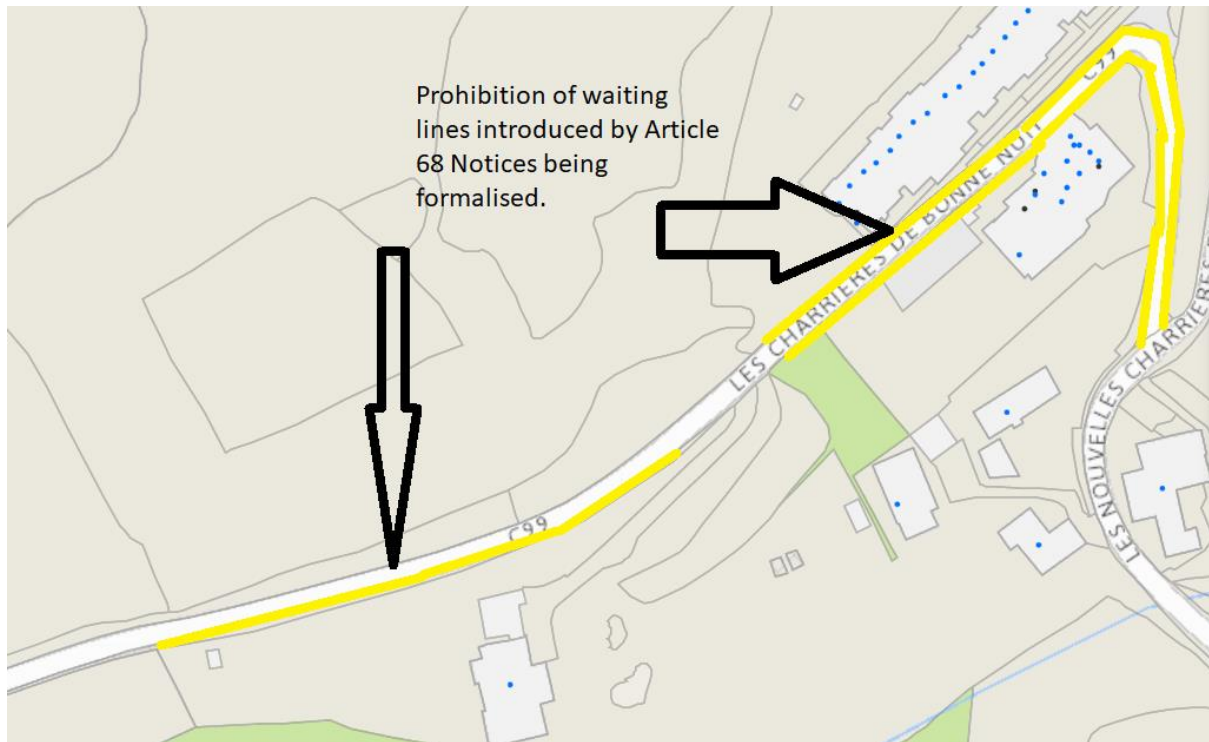 Prohibition of waiting
lines introduced by Article
68 Notices being
formalised.
C99
LES CHARRIERES DE BONNE NUIT
C99
LES NOUVELLES CHARRIERES